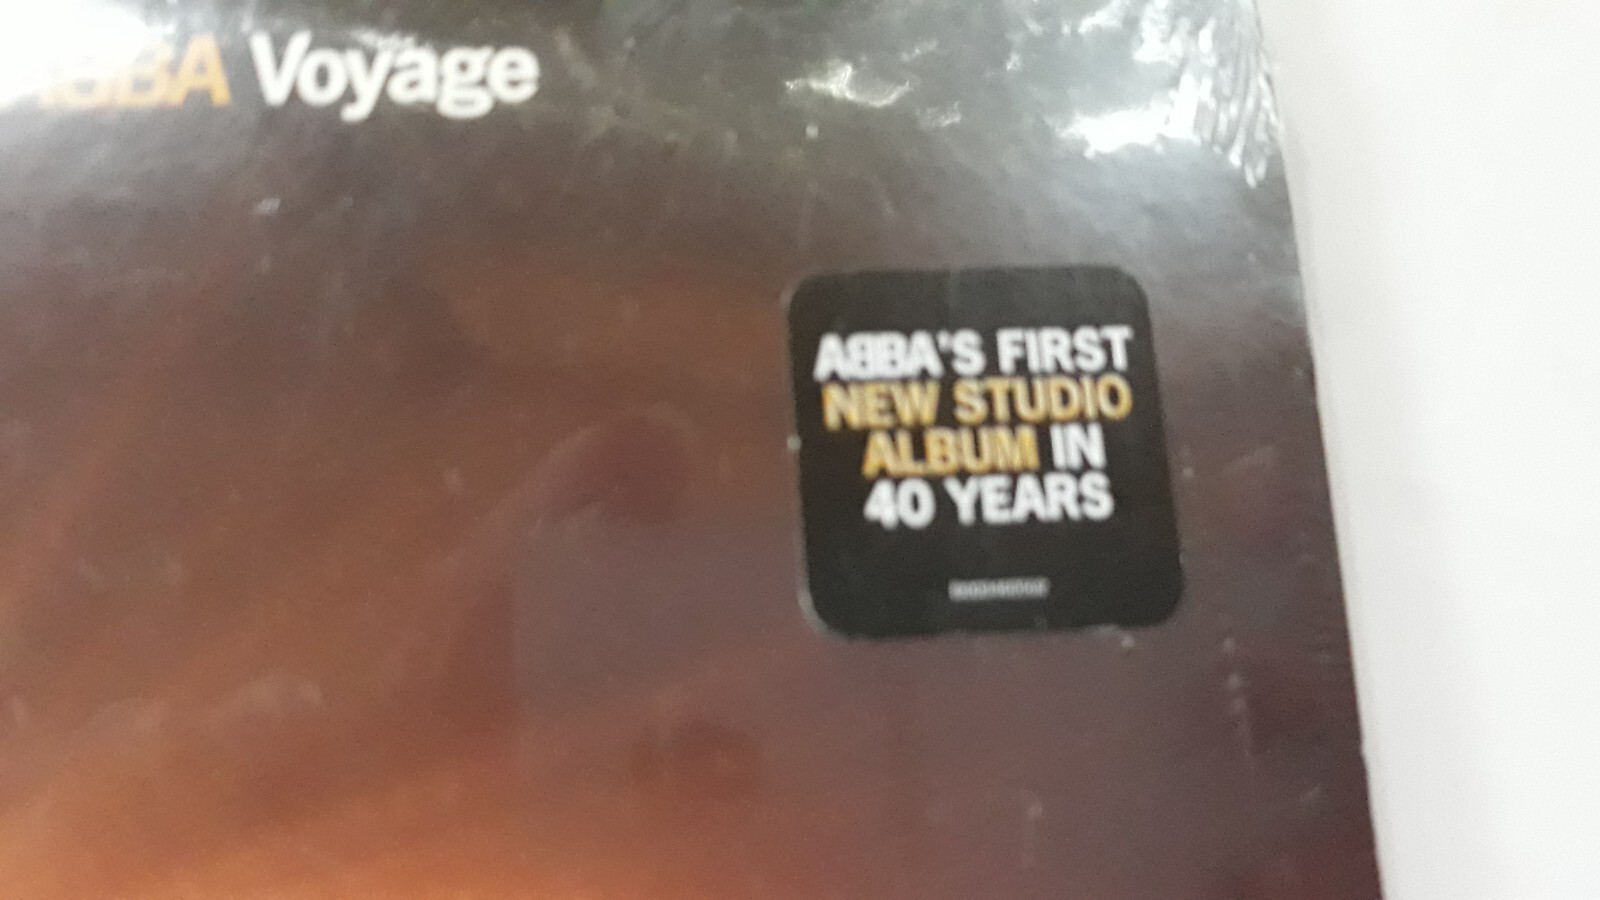 ABBA Voyage
ABBA'S FIRST
NEW STUDIO
ALBUM IN
40 YEARS